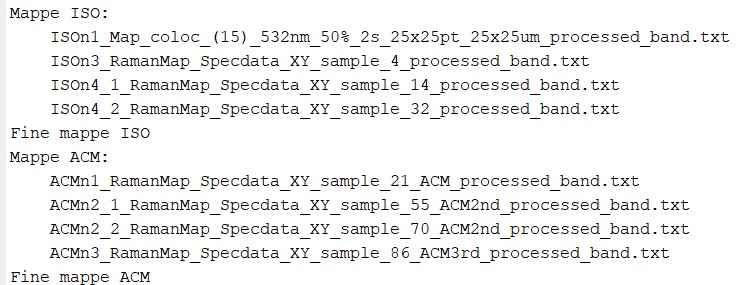 Mappe ISO:
ISOn1_Map_coloc_(15)_532nm_50%_2s_25x25pt_25x25um_processed_band.txt
ISOn3_RamanMap_Specdata_XY_sample_4_processed_band.txt
ISOn4_1_RamanMap_Specdata_XY_sample_14_processed_band.txt
ISOn4_2_RamanMap_Specdata_XY_sample_32_processed_band.txt
Fine mappe ISO
Mappe ACM:
ACMn1_RamanMap_Specdata_XY_sample_21_ACM_processed_band.txt
ACMn2_1_RamanMap_Specdata_XY_sample_55_ACM2nd_processed_band.txt
ACMn2_2_RamanMap_Specdata_XY_sample_70_ACM2nd_processed_band.txt
ACMn3_RamanMap_Specdata_XY_sample_86_ACM3rd_processed_band.txt
Fine mappe ACM